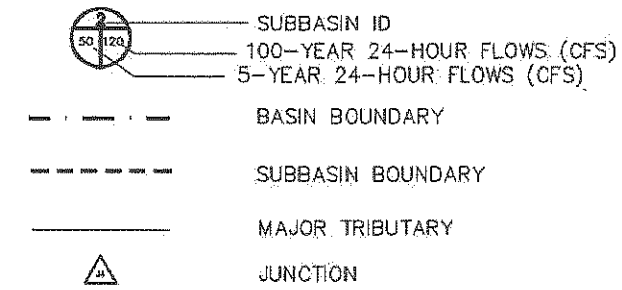 2 SUBBASIN ID
50 120 100-YEAR 24-HOUR FLOWS (CFS)
5-YEAR 24-HOUR FLOWS (CFS)
BASIN BOUNDARY
SUBBASIN BOUNDARY
MAJOR TRIBUTARY
JUNCTION